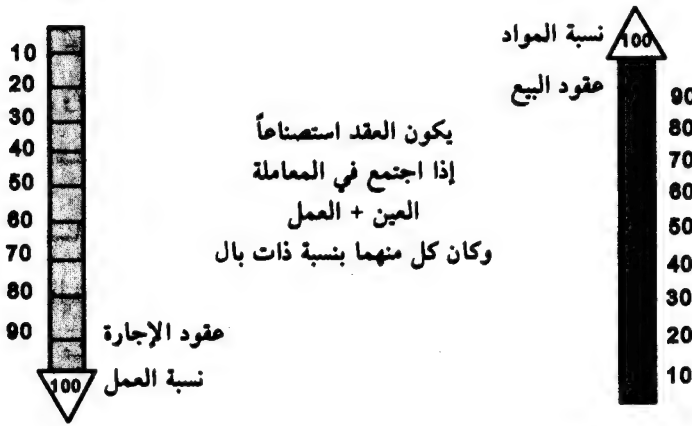 نسبة المواد
100
عقود البيع
90
80
70
60
50
40
30
20
10
يكون العقد استصناعاً
إذا اجتمع في المعاملة
العين + العمل
وكان كل منهما بنسبة ذات بال
10
20
30
40
50
60
70
80
90
عقود الإجارة
نسبة العمل
100